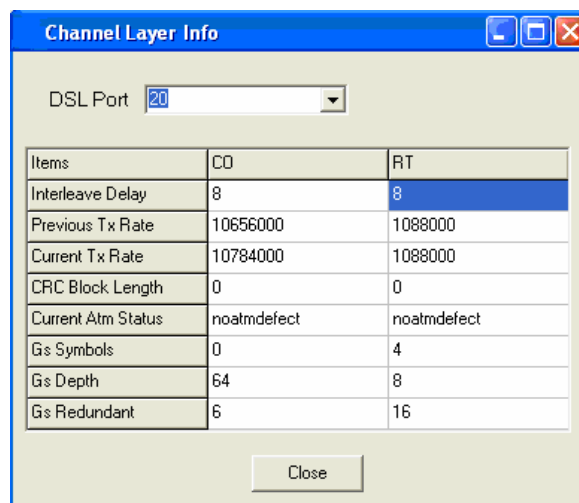 Channel Layer Info
DSL Port 20
Items CO RT
Interleave Delay 8 8
Previous Tx Rate 10656000 1088000
Current Tx Rate 10784000 1088000
CRC Block Length 0 0
Current Atm Status noatmdefect noatmdefect
Gs Symbols 0 4
Gs Depth 64 8
Gs Redundant 6 16
Close